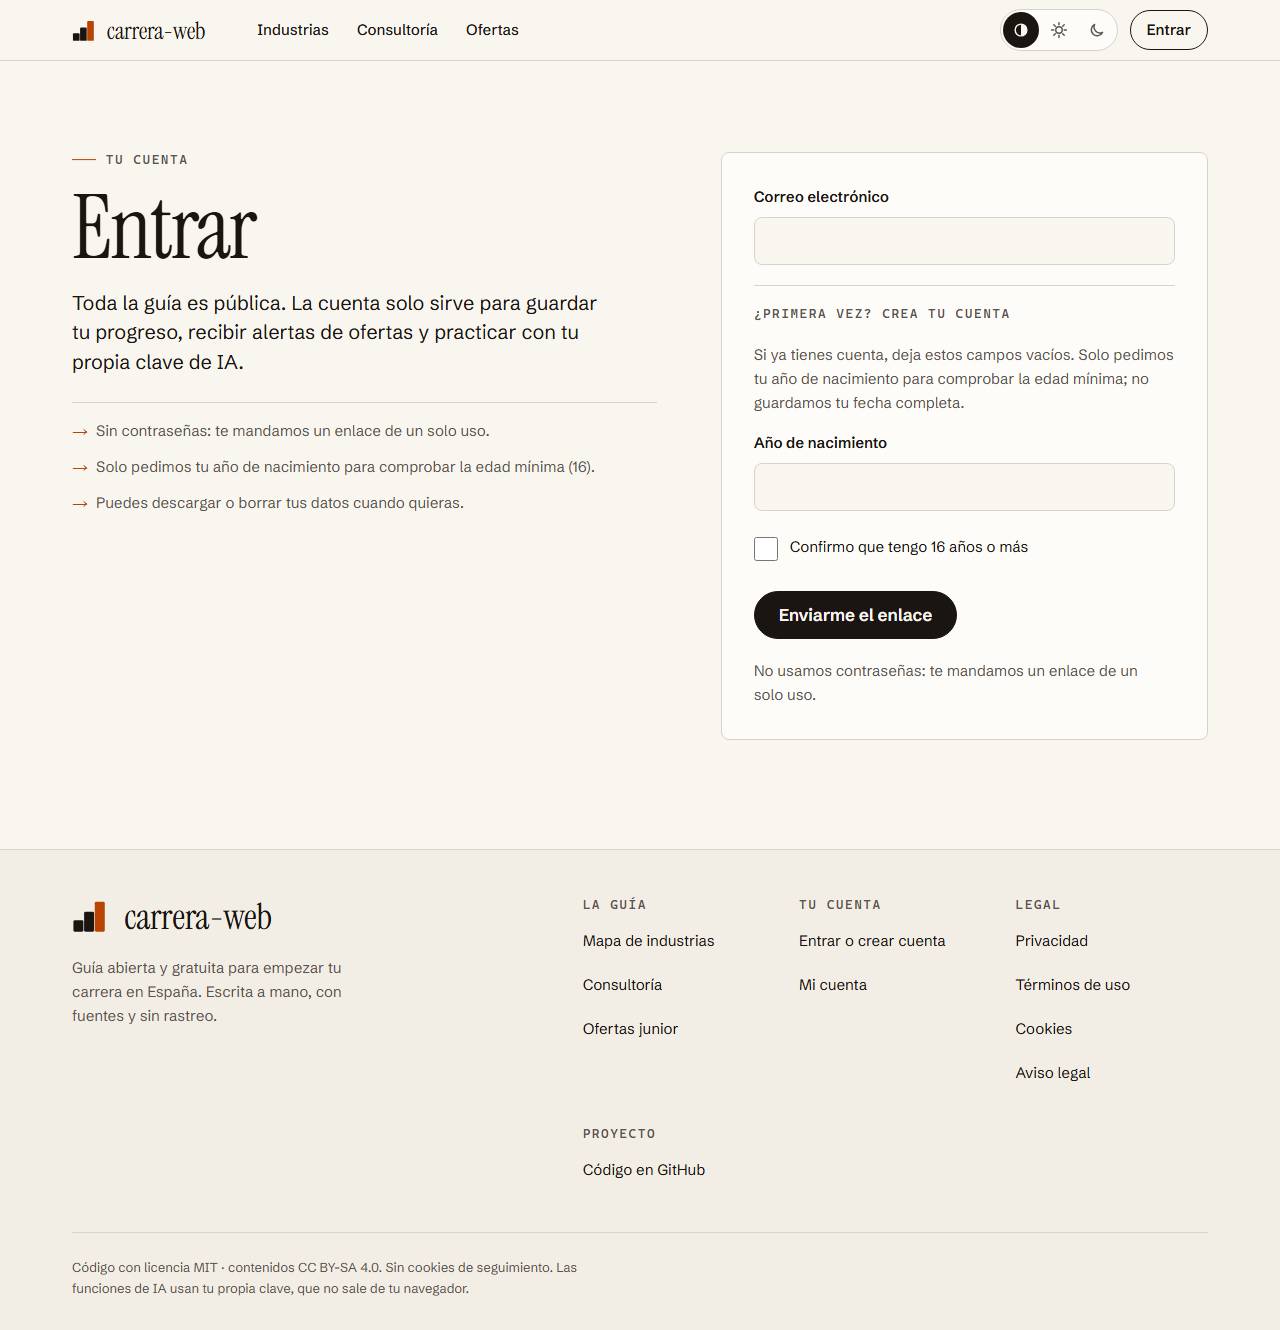 carrera-web
Industrias
Consultoría
Ofertas
Entrar
TU CUENTA
Entrar
Toda la guía es pública. La cuenta solo sirve para guardar
tu progreso, recibir alertas de ofertas y practicar con tu
propia clave de IA.
→ Sin contraseñas: te mandamos un enlace de un solo uso.
→ Solo pedimos tu año de nacimiento para comprobar la edad mínima (16).
→ Puedes descargar o borrar tus datos cuando quieras.
Correo electrónico
¿PRIMERA VEZ? CREA TU CUENTA
Si ya tienes cuenta, deja estos campos vacíos. Solo pedimos
tu año de nacimiento para comprobar la edad mínima; no
guardamos tu fecha completa.
Año de nacimiento
Confirmo que tengo 16 años o más
Enviarme el enlace
No usamos contraseñas: te mandamos un enlace de un
solo uso.
carrera-web
Guía abierta y gratuita para empezar tu
carrera en España. Escrita a mano, con
fuentes y sin rastreo.
LA GUÍA
Mapa de industrias
Consultoría
Ofertas junior
TU CUENTA
Entrar o crear cuenta
Mi cuenta
LEGAL
Privacidad
Términos de uso
Cookies
Aviso legal
PROYECTO
Código en GitHub
Código con licencia MIT · contenidos CC BY-SA 4.0. Sin cookies de seguimiento. Las
funciones de IA usan tu propia clave, que no sale de tu navegador.